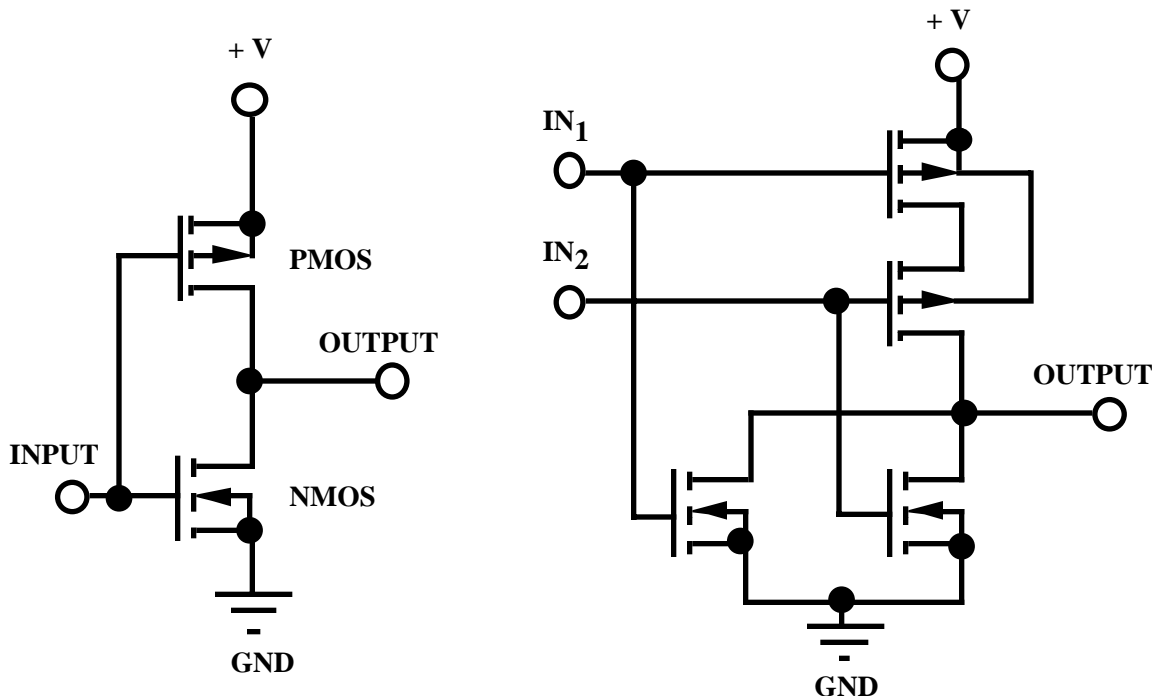 + V
PMOS
OUTPUT
INPUT
NMOS
GND
+ V
IN1
IN2
OUTPUT
GND